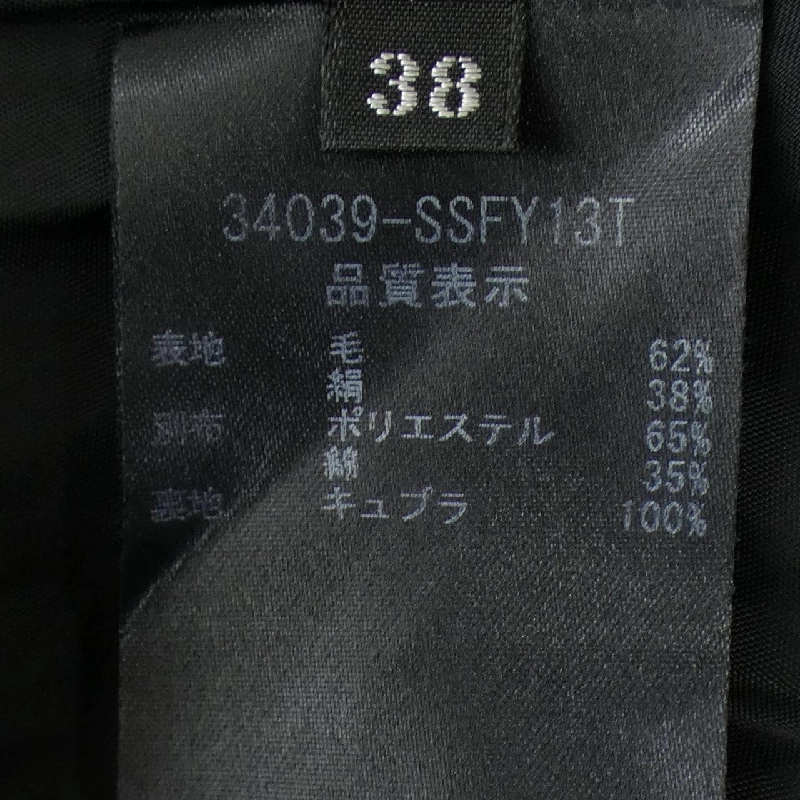 38
34039-SSFY13T
品質表示
表地 毛 62%
絹 38%
別布 ポリエステル 65%
綿 35%
裏地 キュプラ 100%